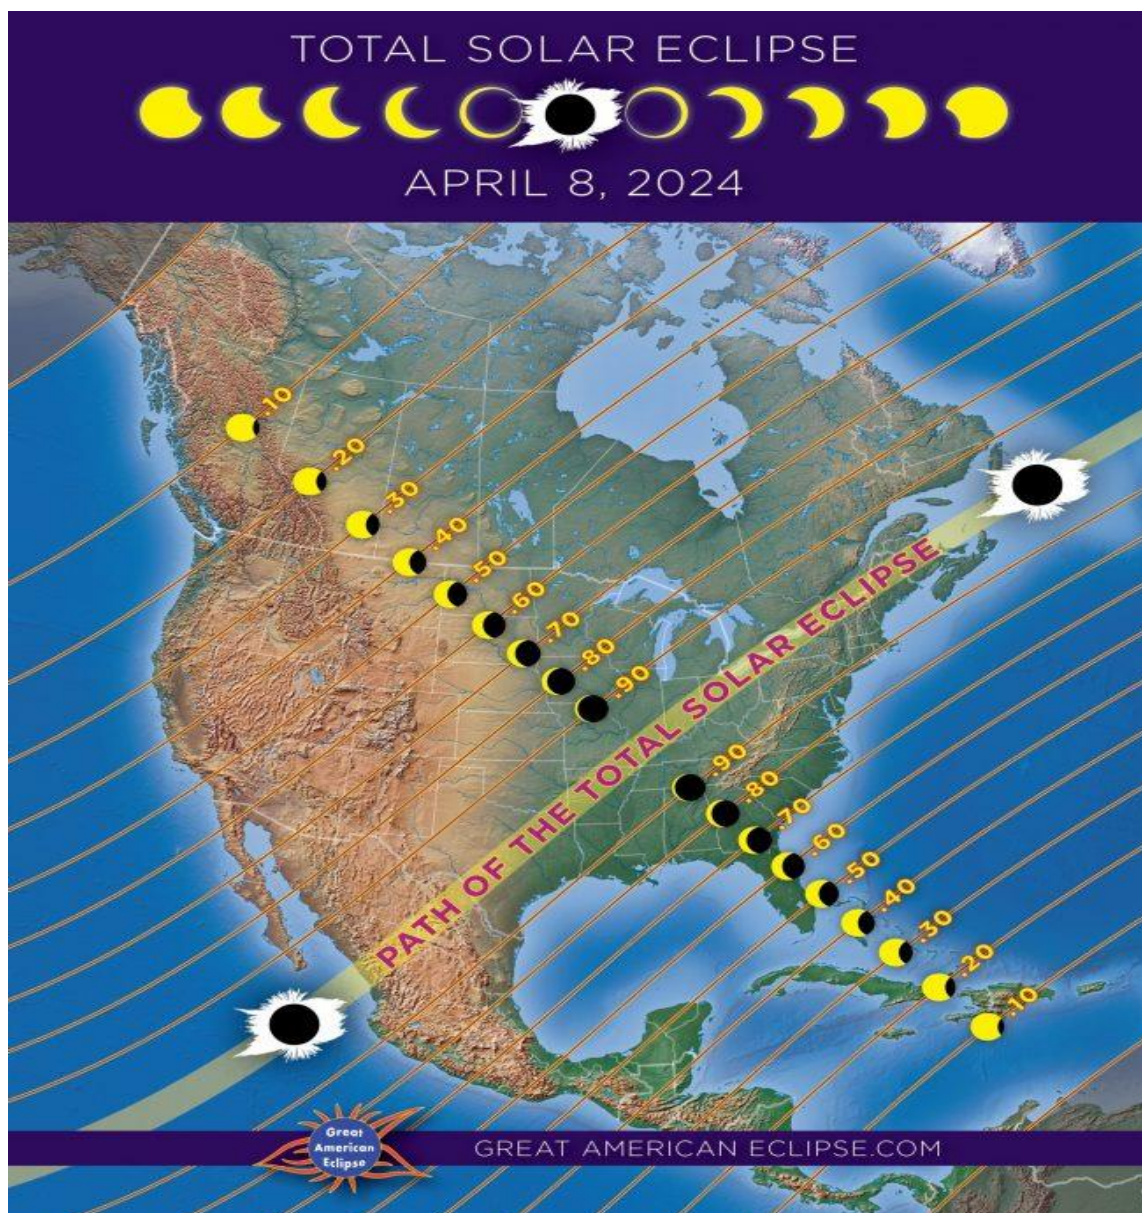 TOTAL SOLAR ECLIPSE
APRIL 8, 2024
.10
.20
.30
.40
.50
.60
.70
.80
.90
PATH OF THE TOTAL SOLAR ECLIPSE
.90
.80
.70
.60
.50
.40
.30
.20
.10
Great
American
Eclipse
GREAT AMERICAN ECLIPSE.COM